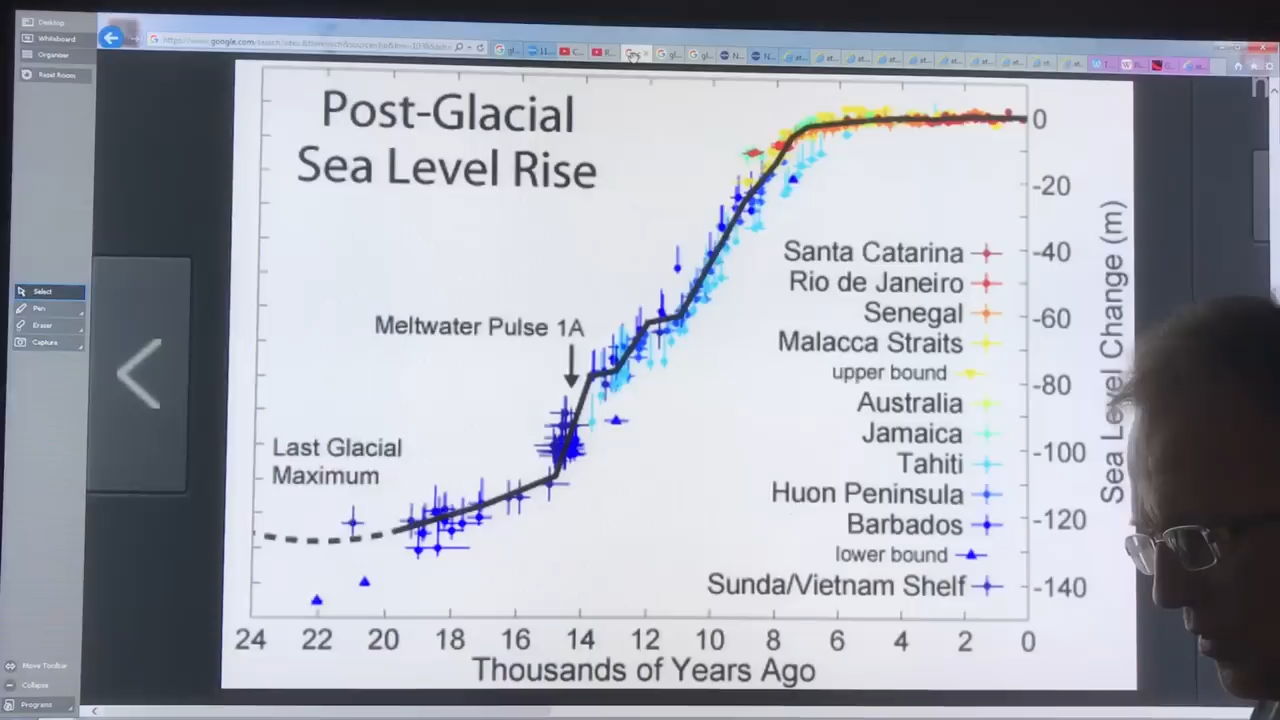 Desktop
Whiteboard
Organiser
Reset Room
Select
Pen
Eraser
Capture
Move Toolbar
Collapse
Programs
Post-Glacial
Sea Level Rise
Meltwater Pulse 1A
Last Glacial
Maximum
Santa Catarina
Rio de Janeiro
Senegal
Malacca Straits
upper bound
Australia
Jamaica
Tahiti
Huon Peninsula
Barbados
lower bound
Sunda/Vietnam Shelf
0
-20
-40
-60
-80
-100
-120
-140
Sea Level Change (m)
24 22 20 18 16 14 12 10 8 6 4 2 0
Thousands of Years Ago